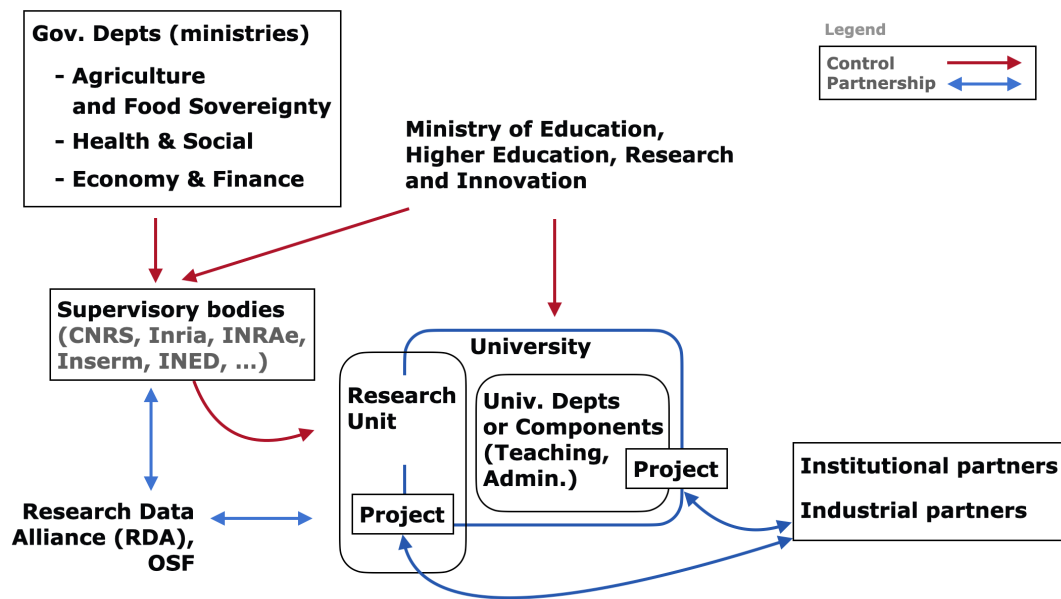 Gov. Depts (ministries)
- Agriculture
and Food Sovereignty
- Health & Social
- Economy & Finance
Legend
Control
Partnership
Ministry of Education,
Higher Education, Research
and Innovation
Supervisory bodies
(CNRS, Inria, INRAe,
Inserm, INED, ...)
University
Research
Unit
Univ. Depts
or Components
(Teaching,
Admin.)
Project
Project
Institutional partners
Industrial partners
Research Data
Alliance (RDA),
OSF